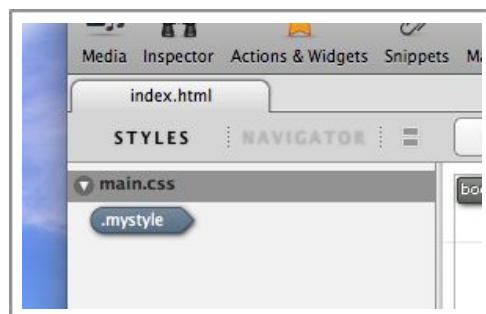 Media Inspector Actions & Widgets Snippets
index.html
STYLES NAVIGATOR
main.css
.mystyle